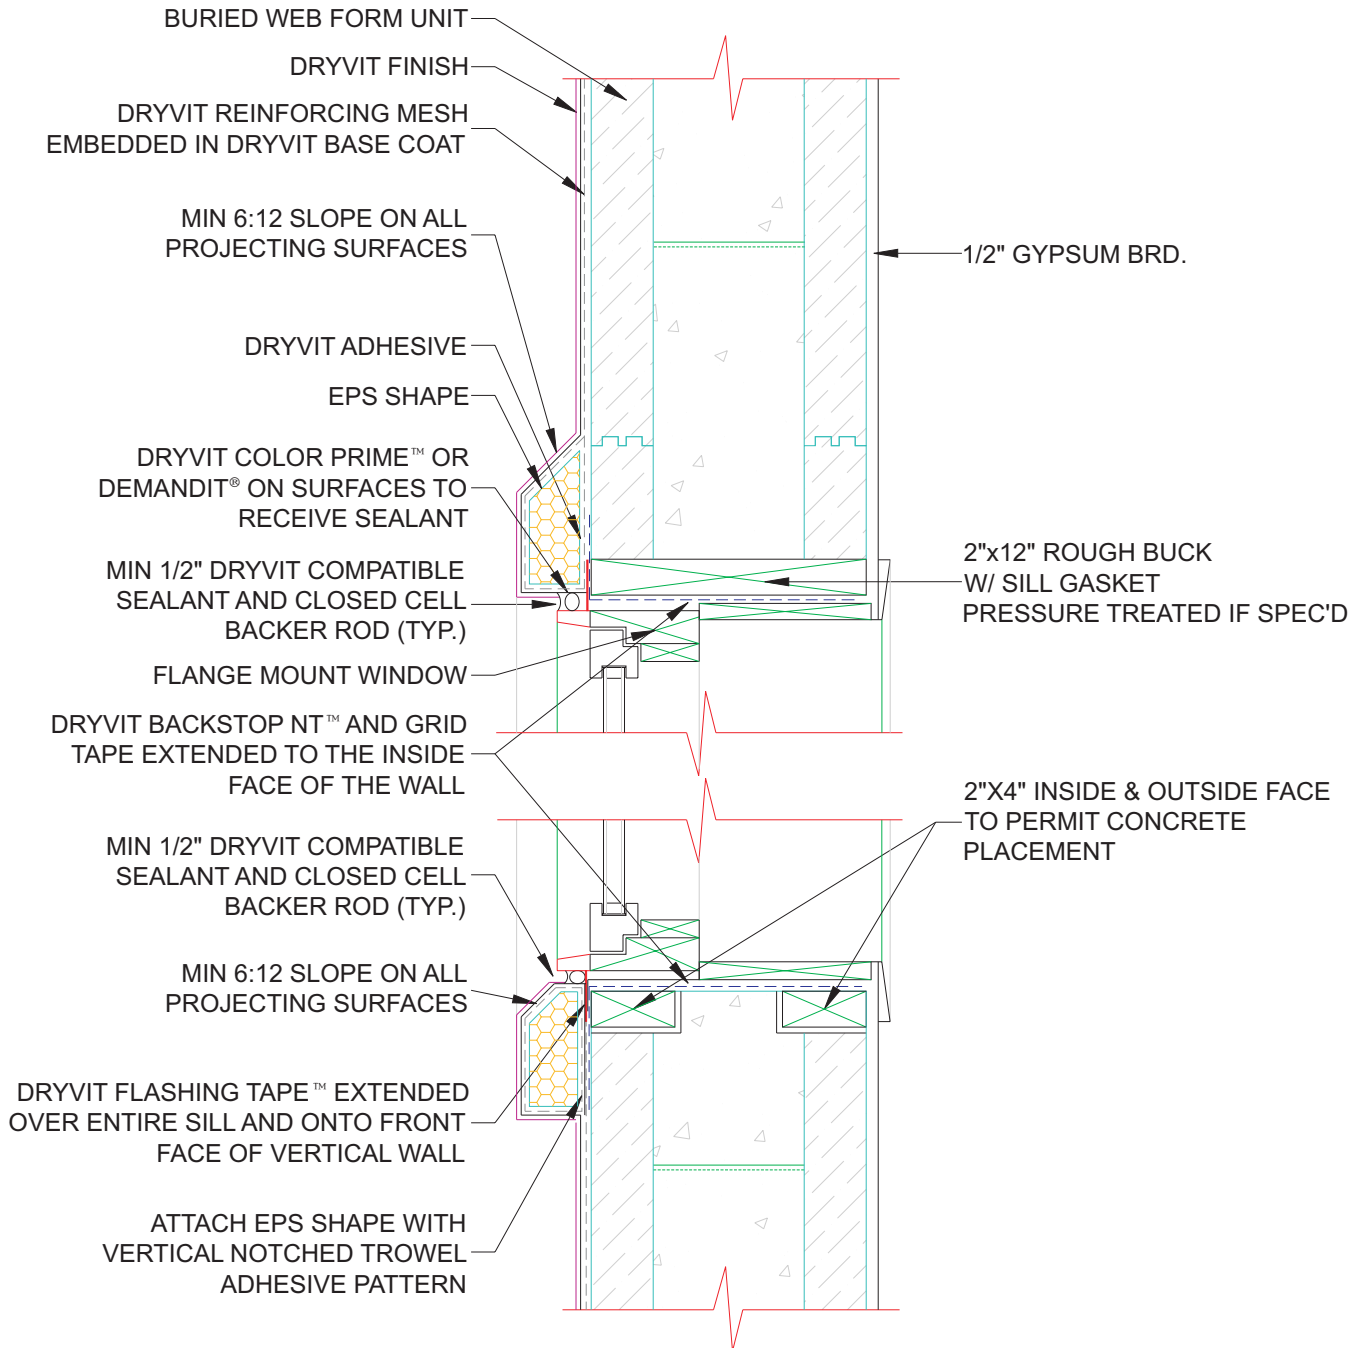 BURIED WEB FORM UNIT
DRYVIT FINISH
DRYVIT REINFORCING MESH
EMBEDDED IN DRYVIT BASE COAT
MIN 6:12 SLOPE ON ALL
PROJECTING SURFACES
DRYVIT ADHESIVE
EPS SHAPE
DRYVIT COLOR PRIME™ OR
DEMANDIT® ON SURFACES TO
RECEIVE SEALANT
MIN 1/2" DRYVIT COMPATIBLE
SEALANT AND CLOSED CELL
BACKER ROD (TYP.)
FLANGE MOUNT WINDOW
DRYVIT BACKSTOP NT™ AND GRID
TAPE EXTENDED TO THE INSIDE
FACE OF THE WALL
MIN 1/2" DRYVIT COMPATIBLE
SEALANT AND CLOSED CELL
BACKER ROD (TYP.)
MIN 6:12 SLOPE ON ALL
PROJECTING SURFACES
DRYVIT FLASHING TAPE™ EXTENDED
OVER ENTIRE SILL AND ONTO FRONT
FACE OF VERTICAL WALL
ATTACH EPS SHAPE WITH
VERTICAL NOTCHED TROWEL
ADHESIVE PATTERN
1/2" GYPSUM BRD.
2"x12" ROUGH BUCK
W/ SILL GASKET
PRESSURE TREATED IF SPEC'D
2"X4" INSIDE & OUTSIDE FACE
TO PERMIT CONCRETE
PLACEMENT